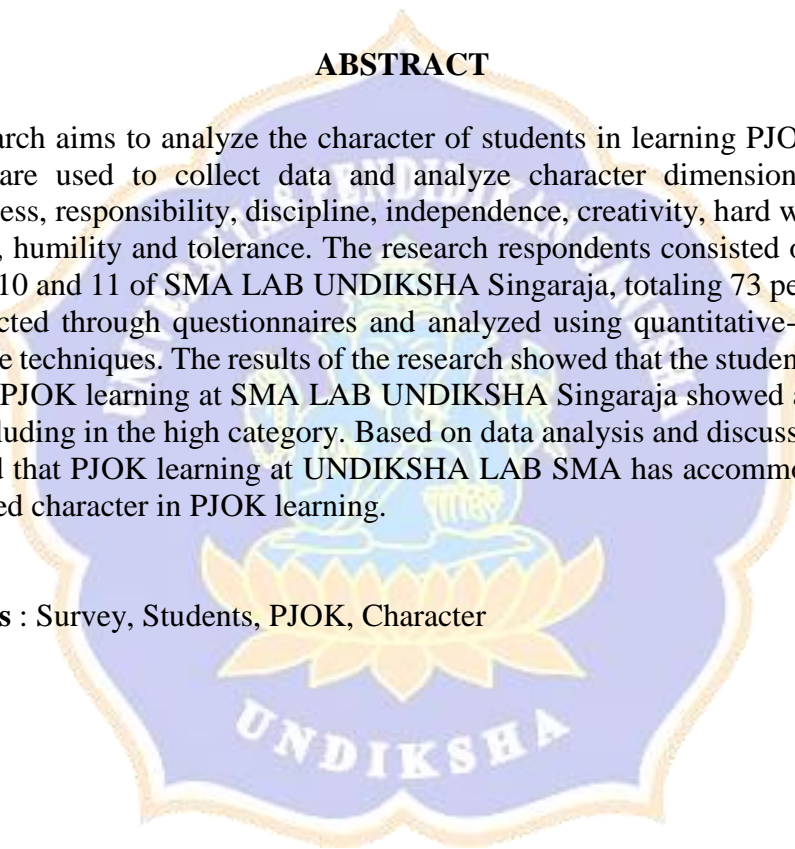 ABSTRACT
arch aims to analyze the character of students in learning PJO
are used to collect data and analyze character dimension
ess, responsibility, discipline, independence, creativity, hard w
, humility and tolerance. The research respondents consisted o
10 and 11 of SMA LAB UNDIKSHA Singaraja, totaling 73 pe
cted through questionnaires and analyzed using quantitative-
e techniques. The results of the research showed that the studen
PJOK learning at SMA LAB UNDIKSHA Singaraja showed a
luding in the high category. Based on data analysis and discuss
d that PJOK learning at UNDIKSHA LAB SMA has accommo
ed character in PJOK learning.
s : Survey, Students, PJOK, Character
UNIVERSITAS PENDIDIKAN GANESHA
UNDIKSHA